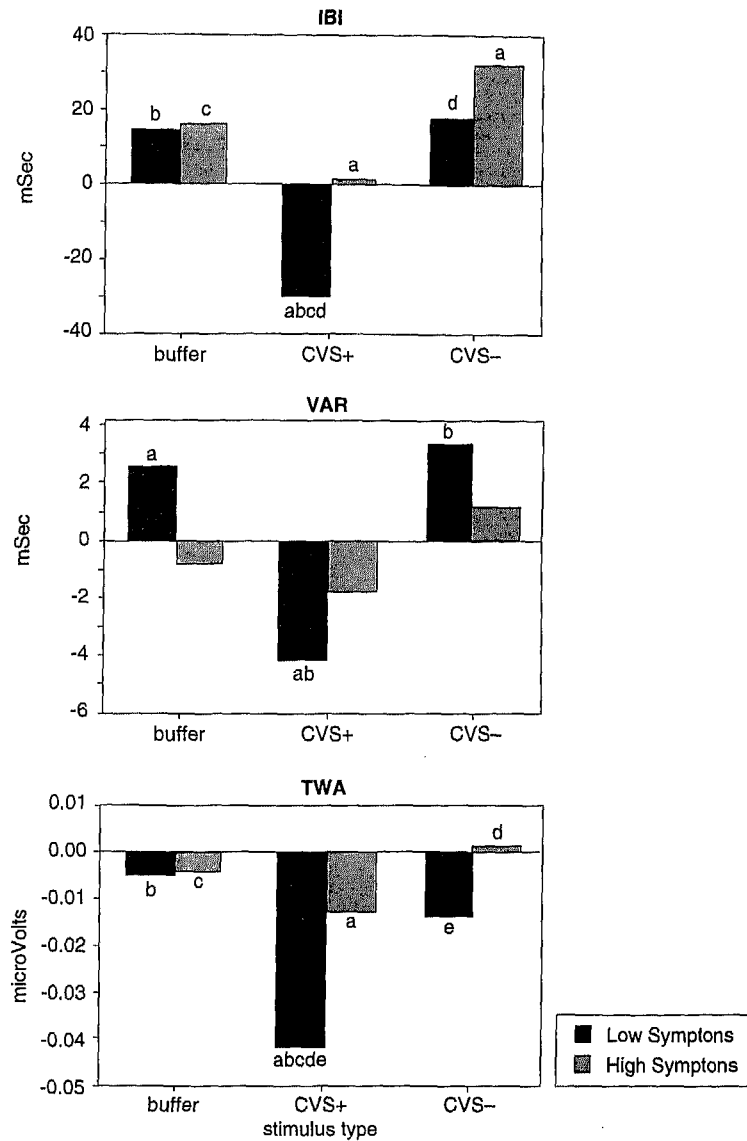 IBI
40
20
0
-20
-40
mSec
b
c
abcd
a
d
a
buffer
CVS+
CVS–
VAR
4
2
0
-2
-4
-6
mSec
a
ab
b
buffer
CVS+
CVS–
TWA
0.01
0.00
-0.01
-0.02
-0.03
-0.04
-0.05
microVolts
b
c
abcde
a
e
d
buffer
CVS+
CVS–
stimulus type
Low Symptons
High Symptons